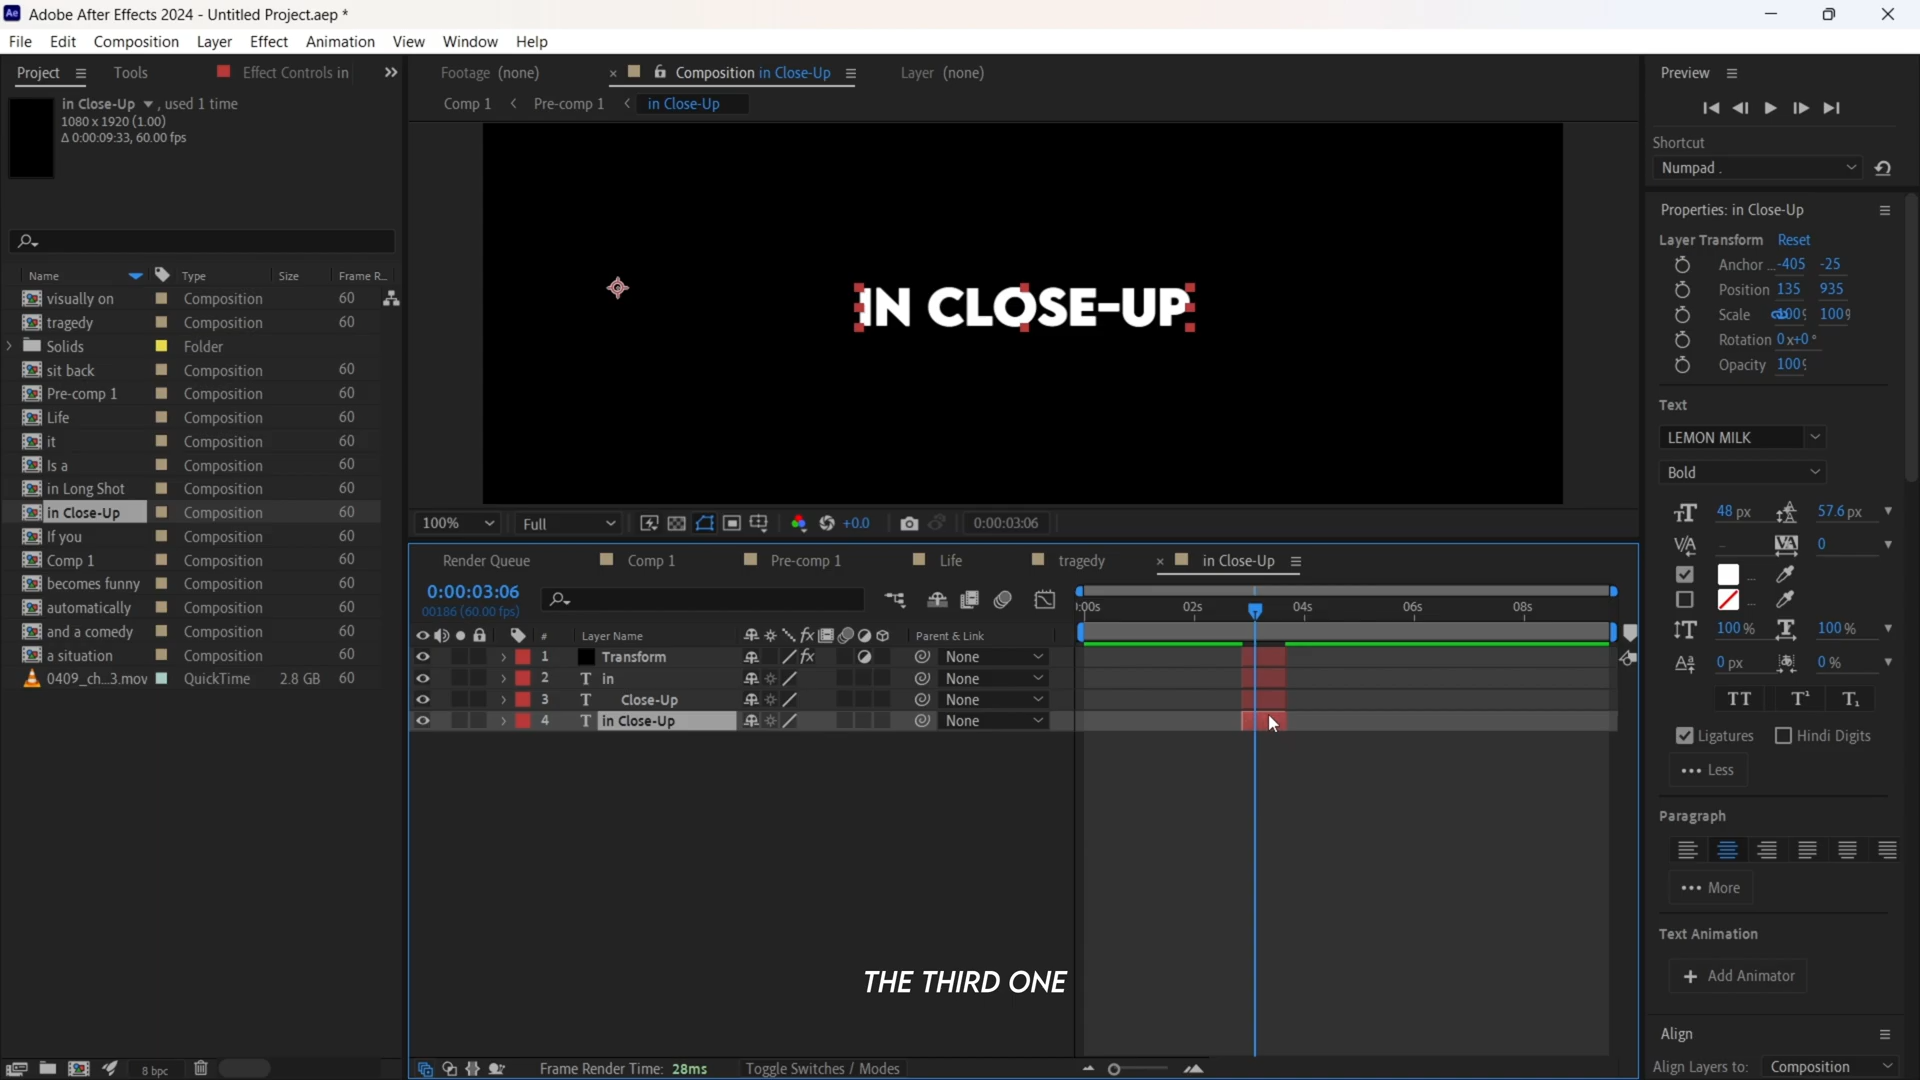 Adobe After Effects 2024 - Untitled Project.aep *
File Edit Composition Layer Effect Animation View Window Help
Project Tools Effect Controls in
in Close-Up , used 1 time
1080 x 1920 (1.00)
Δ 0:00:09:33, 60.00 fps
Name Type Size Frame R...
visually on Composition 60
tragedy Composition 60
Solids Folder
sit back Composition 60
Pre-comp 1 Composition 60
Life Composition 60
it Composition 60
Is a Composition 60
in Long Shot Composition 60
in Close-Up Composition 60
If you Composition 60
Comp 1 Composition 60
becomes funny Composition 60
automatically Composition 60
and a comedy Composition 60
a situation Composition 60
0409_ch...3.mov QuickTime 2.8 GB 60
8 bpc
Footage (none) × Composition in Close-Up Layer (none)
Comp 1 < Pre-comp 1 < in Close-Up
IN CLOSE-UP
100% Full +0.0 0:00:03:06
Render Queue Comp 1 Pre-comp 1 Life tragedy × in Close-Up
0:00:03:06
00186 (60.00 fps)
:00s 02s 04s 06s 08s
# Layer Name fx Parent & Link
1 Transform fx None
2 T in None
3 T Close-Up None
4 T in Close-Up None
THE THIRD ONE
Frame Render Time: 28ms Toggle Switches / Modes
Preview
Shortcut
Numpad .
Properties: in Close-Up
Layer Transform Reset
Anchor ... -405 -25
Position 135 935
Scale 100
Rotation 0x+0°
Opacity 100
Text
LEMON MILK
Bold
48 px 57.6 px
0
100 % 100 %
0 px 0 %
TT T¹ T₁
Ligatures Hindi Digits
Less
Paragraph
More
Text Animation
+ Add Animator
Align
Align Layers to: Composition